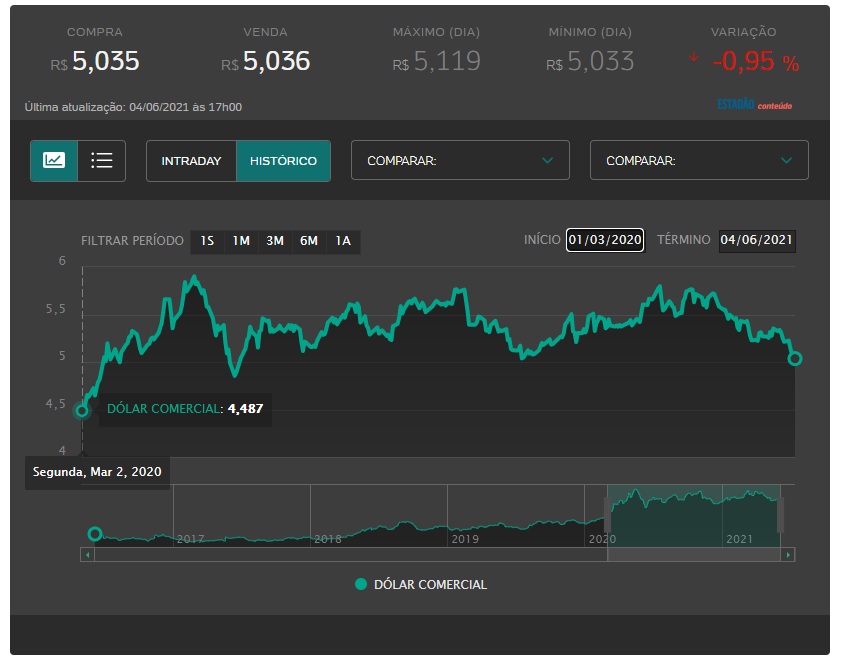 COMPRA VENDA MÁXIMO (DIA) MÍNIMO (DIA) VARIAÇÃO
R$ 5,035 R$ 5,036 R$ 5,119 R$ 5,033 -0,95 %
Última atualização: 04/06/2021 às 17h00
ESTADÃO conteúdo
INTRADAY HISTÓRICO COMPARAR: COMPARAR:
FILTRAR PERÍODO 1S 1M 3M 6M 1A INÍCIO 01/03/2020 TÉRMINO 04/06/2021
6
5,5
5
4,5
DÓLAR COMERCIAL: 4,487
4
Segunda, Mar 2, 2020
2017 2018 2019 2020 2021
DÓLAR COMERCIAL